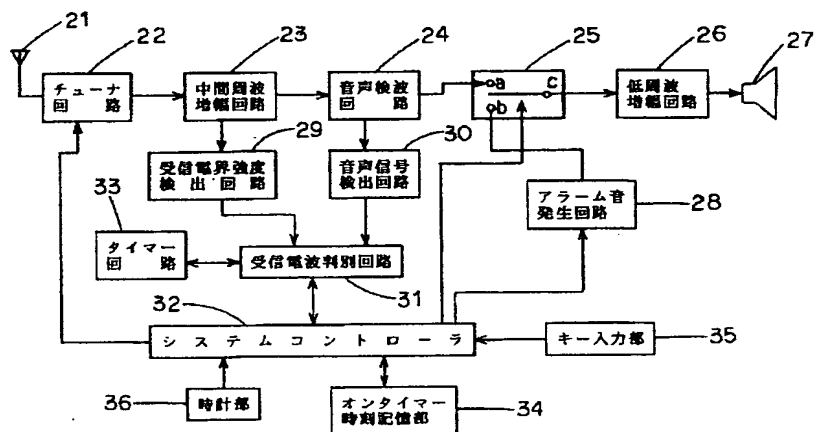 21
22
23
24
25
26
27
チューナ
回路
中間周波
増幅回路
音声検波
回路
a
c
b
低周波
増幅回路
29
30
受信電界強度
検出回路
音声信号
検出回路
アラーム音
発生回路
28
33
タイマー
回路
受信電波判別回路
31
32
システムコントローラ
キー入力部
35
36
時計部
オンタイマー
時刻記憶部
34